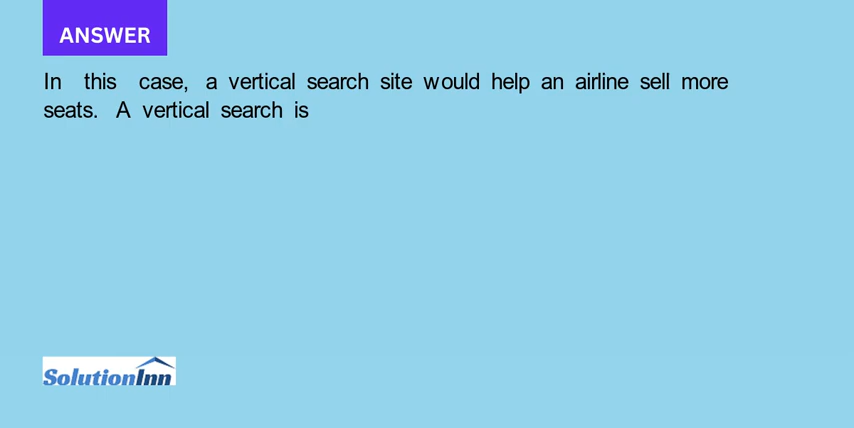 ANSWER
In this case, a vertical search site would help an airline sell more
seats. A vertical search is
SolutionInn